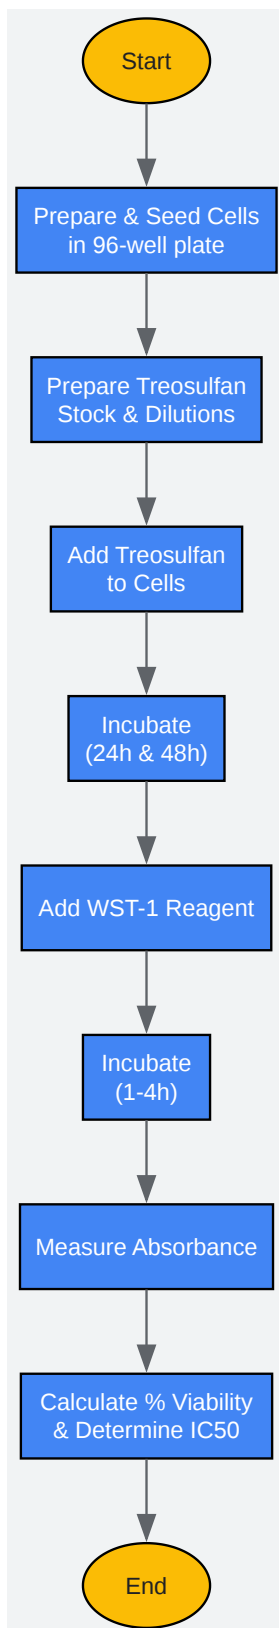 Start
Prepare & Seed Cells
in 96-well plate
Prepare Treosulfan
Stock & Dilutions
Add Treosulfan
to Cells
Incubate
(24h & 48h)
Add WST-1 Reagent
Incubate
(1-4h)
Measure Absorbance
Calculate % Viability
& Determine IC50
End